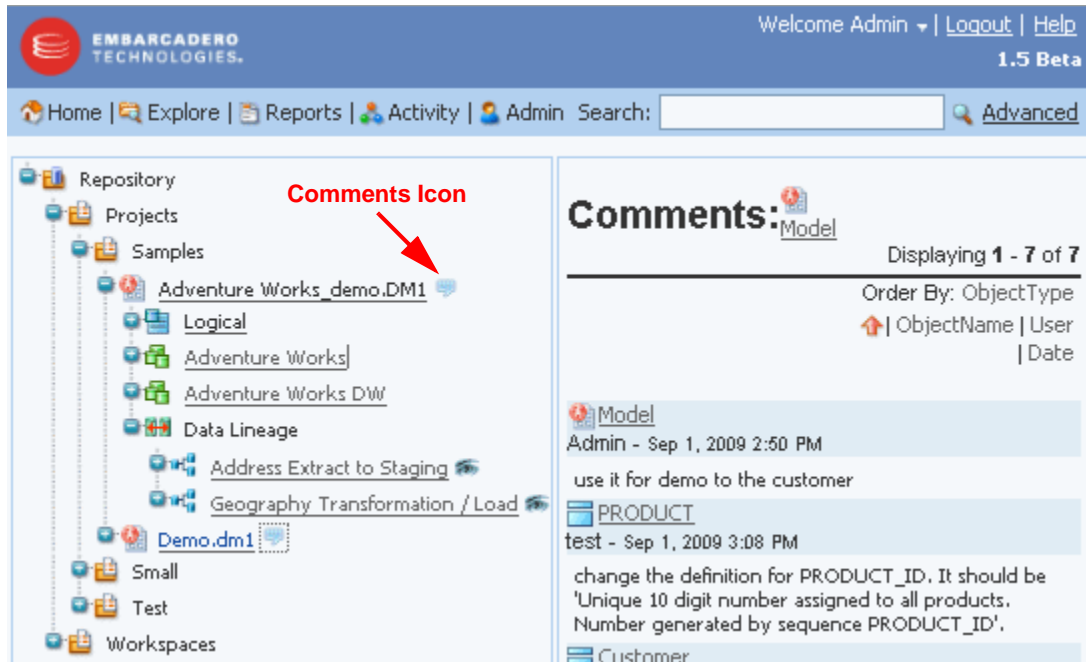 Welcome Admin | Logout | Help
EMBARCADERO
TECHNOLOGIES.
1.5 Beta
Home | Explore | Reports | Activity | Admin Search: Advanced
Repository
Comments Icon
Projects
Samples
Adventure Works_demo.DM1
Logical
Adventure Works
Adventure Works DW
Data Lineage
Address Extract to Staging
Geography Transformation / Load
Demo.dm1
Small
Test
Workspaces
Comments: Model
Displaying 1 - 7 of 7
Order By: ObjectType
| ObjectName | User
| Date
Model
Admin - Sep 1, 2009 2:50 PM
use it for demo to the customer
PRODUCT
test - Sep 1, 2009 3:08 PM
change the definition for PRODUCT_ID. It should be
'Unique 10 digit number assigned to all products.
Number generated by sequence PRODUCT_ID'.
Customer